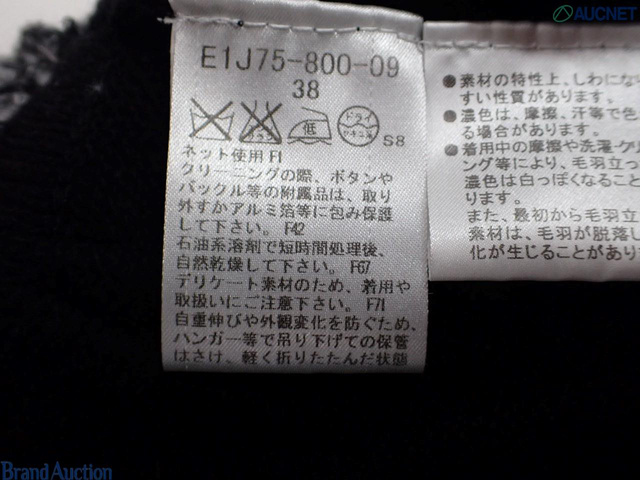 AUCNET
E1J75-800-09
38
低
ドライ
セキユ系
S8
ネット使用 F1
クリーニングの際、ボタンや
バックル等の附属品は、取り
外すかアルミ箔等に包み保護
して下さい。F42
石油系溶剤で短時間処理後、
自然乾燥して下さい。F67
デリケート素材のため、着用や
取扱いにご注意下さい。F71
自重伸びや外観変化を防ぐため、
ハンガー等で吊り下げての保管
はさけ、軽く折りたたんだ状態
●素材の特性上、しわにな
すい性質があります。
●濃色は、摩擦、汗等で色
る場合があります。
●着用中の摩擦や洗濯・ク
ング等により、毛羽立っ
濃色は白っぽくなること
ります。
また、最初から毛羽立
素材は、毛羽が脱落し
化が生じることがあり
Brand Auction